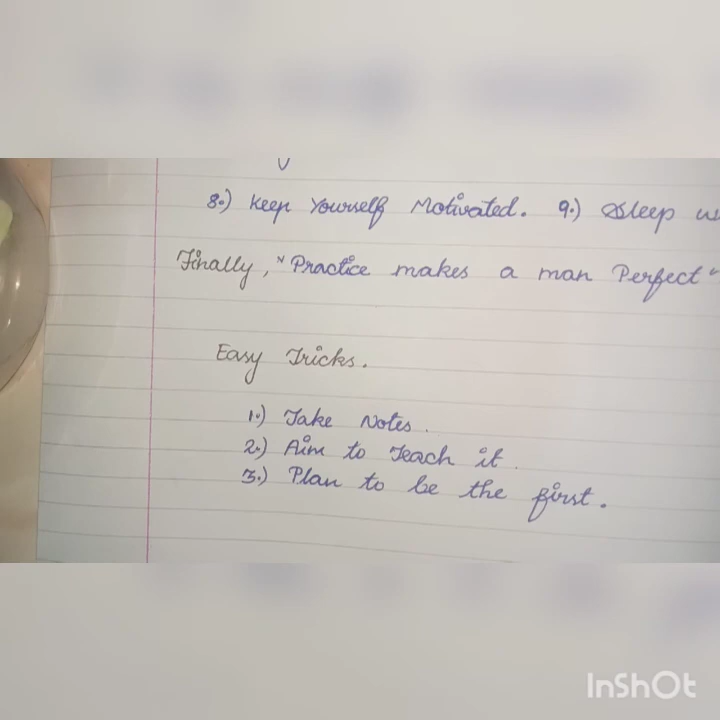 8.) Keep Yourself Motivated. 9.) Sleep
Finally, "Practice makes a man Perfect"
Easy Tricks.
1.) Take Notes.
2.) Aim to Teach it.
3.) Plan to be the first.
InShOt